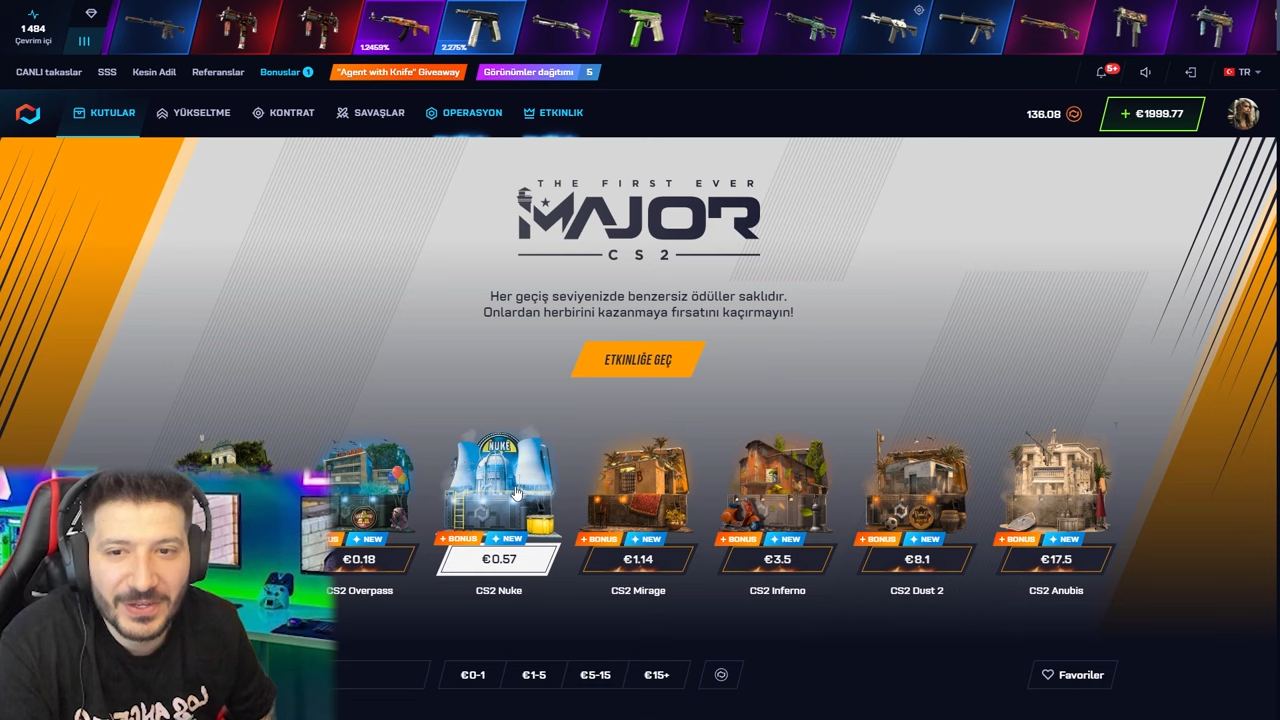 1 484
Çevrim içi
1.2459%
2.275%
CANLI takaslar
SSS
Kesin Adil
Referanslar
Bonuslar 1
"Agent with Knife" Giveaway
Görünümler dağıtımı 5
5+
TR
KUTULAR
YÜKSELTME
KONTRAT
SAVAŞLAR
OPERASYON
ETKINLIK
136.08
+ €1999.77
THE FIRST EVER
MAJOR
CS2
Her geçiş seviyenizde benzersiz ödüller saklıdır.
Onlardan herbirini kazanmaya fırsatını kaçırmayın!
ETKINLIĞE GEÇ
NUKE
NEW
+ BONUS NEW
+ BONUS NEW
+ BONUS NEW
+ BONUS NEW
+ BONUS NEW
€0.18
€0.57
€1.14
€3.5
€8.1
€17.5
CS2 Overpass
CS2 Nuke
CS2 Mirage
CS2 Inferno
CS2 Dust 2
CS2 Anubis
€0-1
€1-5
€5-15
€15+
Favoriler